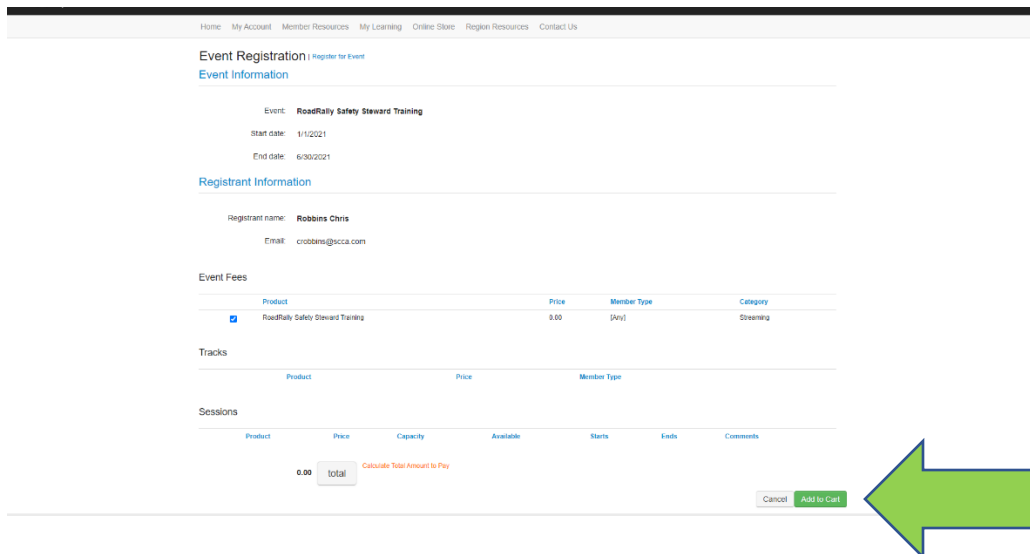 Home My Account Member Resources My Learning Online Store Region Resources Contact Us
Event Registration | Register for Event
Event Information
Event: RoadRally Safety Steward Training
Start date: 1/1/2021
End date: 6/30/2021
Registrant Information
Registrant name: Robbins Chris
Email: crobbins@scca.com
Event Fees
Product Price Member Type Category
RoadRally Safety Steward Training 0.00 [Any] Streaming
Tracks
Product Price Member Type
Sessions
Product Price Capacity Available Starts Ends Comments
0.00 total Calculate Total Amount to Pay
Cancel Add to Cart